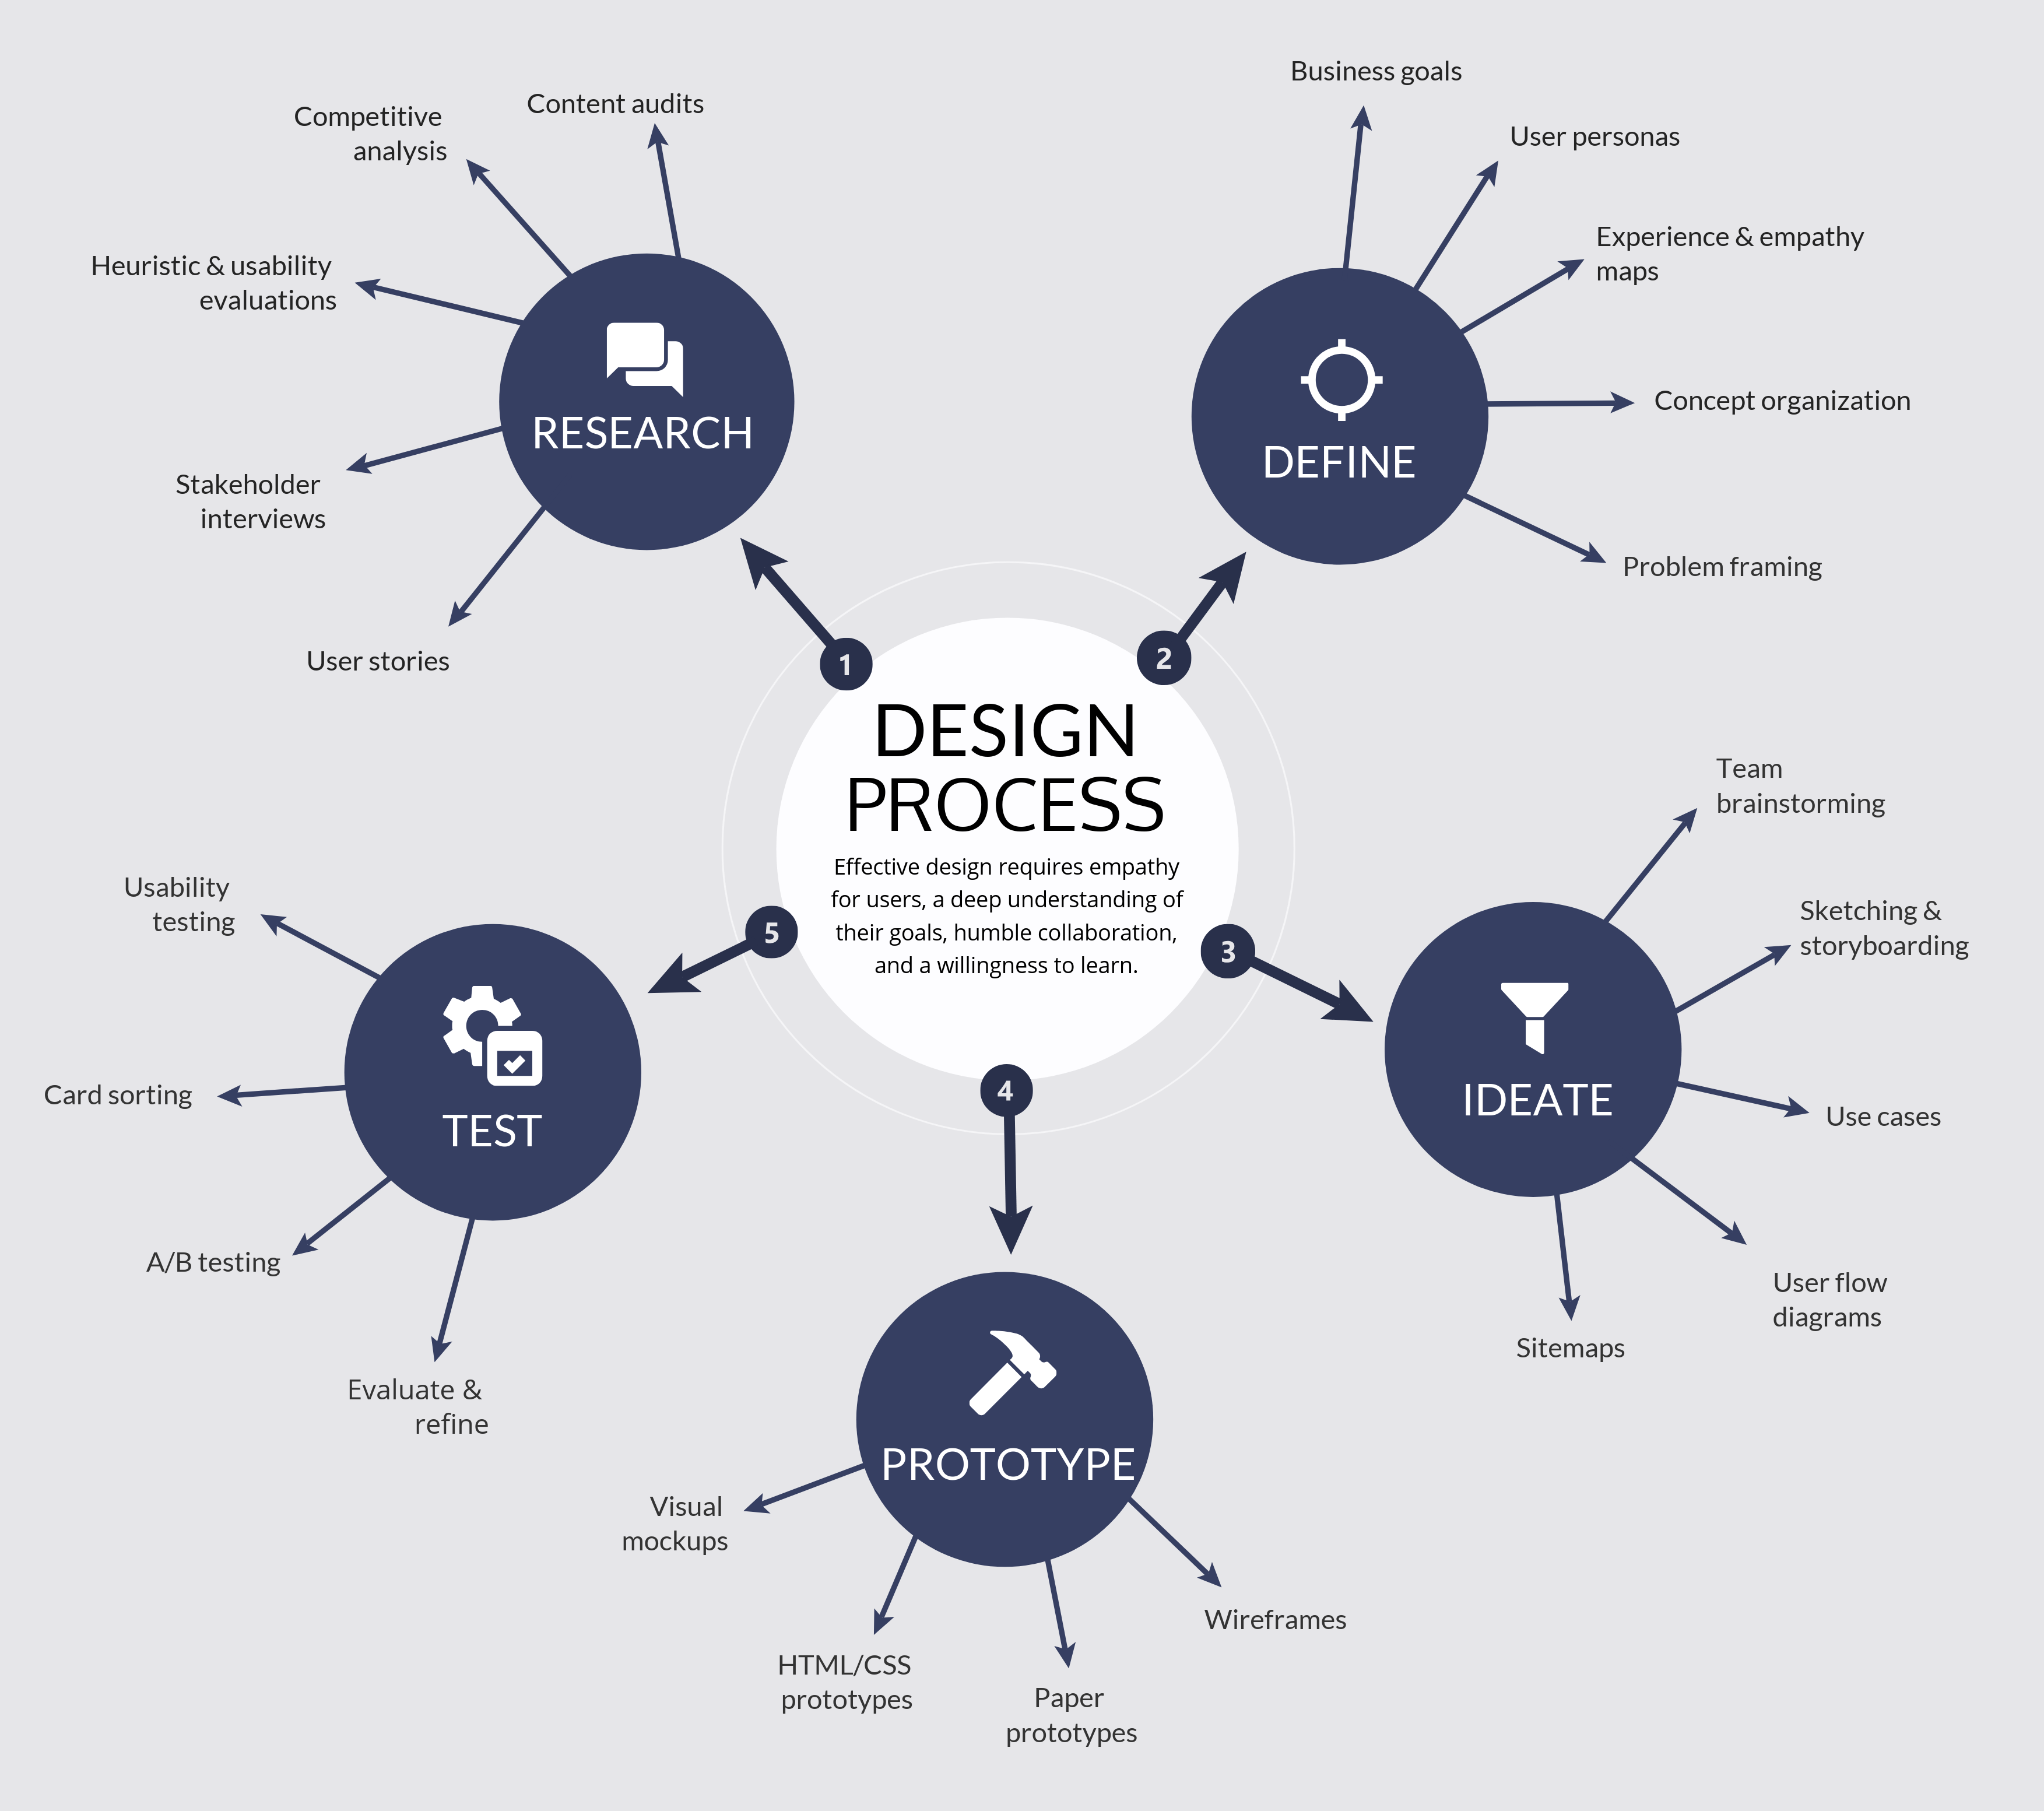 DESIGN
PROCESS
Effective design requires empathy
for users, a deep understanding of
their goals, humble collaboration,
and a willingness to learn.
1
RESEARCH
Content audits
Competitive
analysis
Heuristic & usability
evaluations
Stakeholder
interviews
User stories
2
DEFINE
Business goals
User personas
Experience & empathy
maps
Concept organization
Problem framing
3
IDEATE
Team
brainstorming
Sketching &
storyboarding
Use cases
User flow
diagrams
Sitemaps
4
PROTOTYPE
Wireframes
Paper
prototypes
HTML/CSS
prototypes
Visual
mockups
5
TEST
Usability
testing
Card sorting
A/B testing
Evaluate &
refine